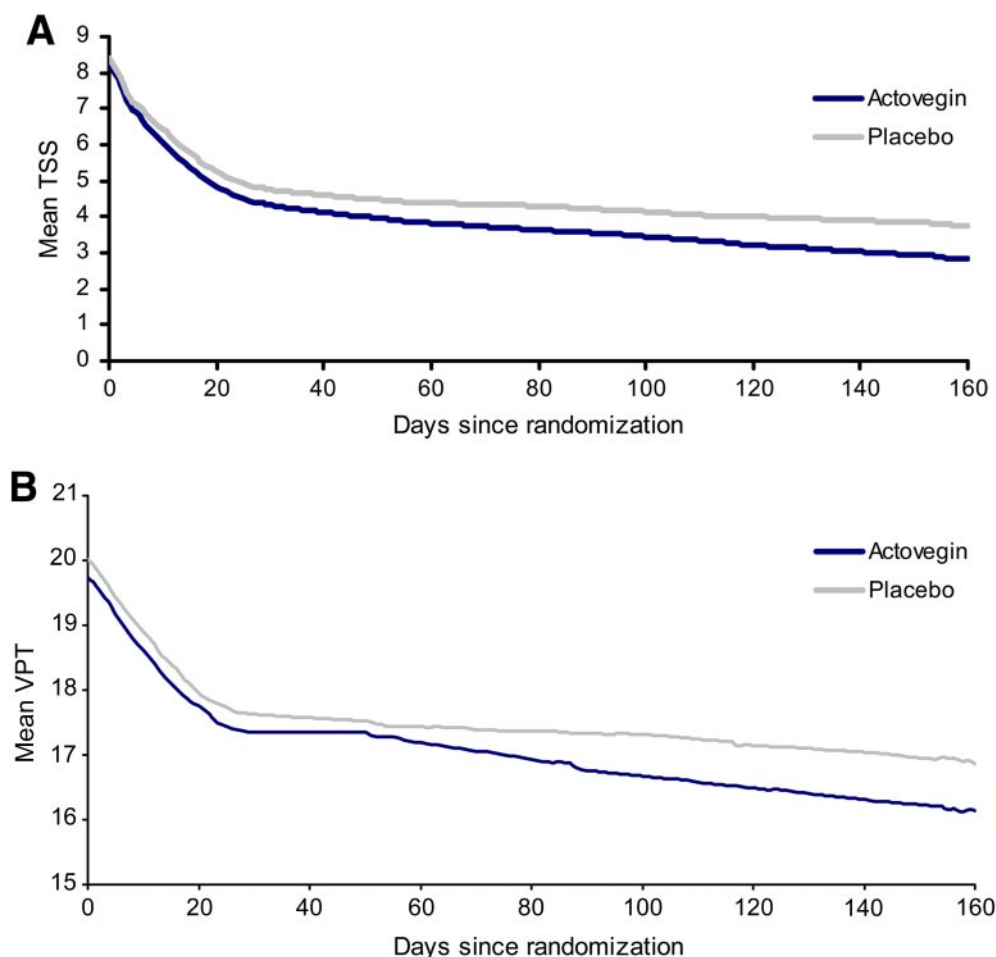 A
9
8
7
6
5
4
3
2
1
0
Mean TSS
Actovegin
Placebo
0 20 40 60 80 100 120 140 160
Days since randomization
B
21
20
19
18
17
16
15
Mean VPT
Actovegin
Placebo
0 20 40 60 80 100 120 140 160
Days since randomization